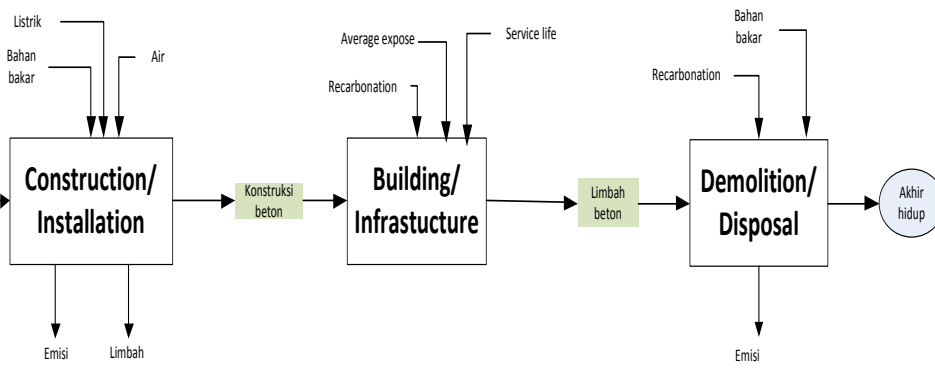 Listrik
Bahan
bakar
Air
Construction/
Installation
Emisi
Limbah
Konstruksi
beton
Average expose
Service life
Recarbonation
Building/
Infrastucture
Limbah
beton
Bahan
bakar
Recarbonation
Demolition/
Disposal
Emisi
Akhir
hidup